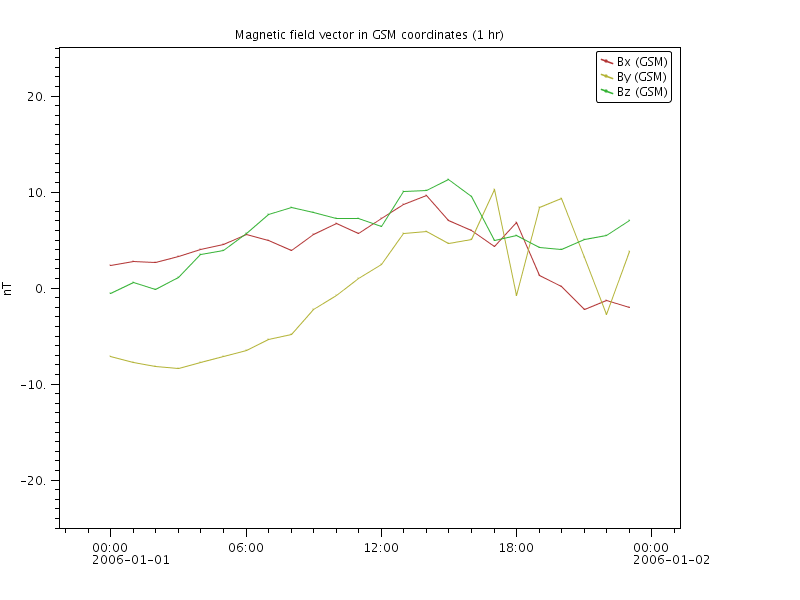 Magnetic field vector in GSM coordinates (1 hr)
Bx (GSM)
By (GSM)
Bz (GSM)
20.
10.
0.
-10.
-20.
nT
00:00
06:00
12:00
18:00
00:00
2006-01-01
2006-01-02